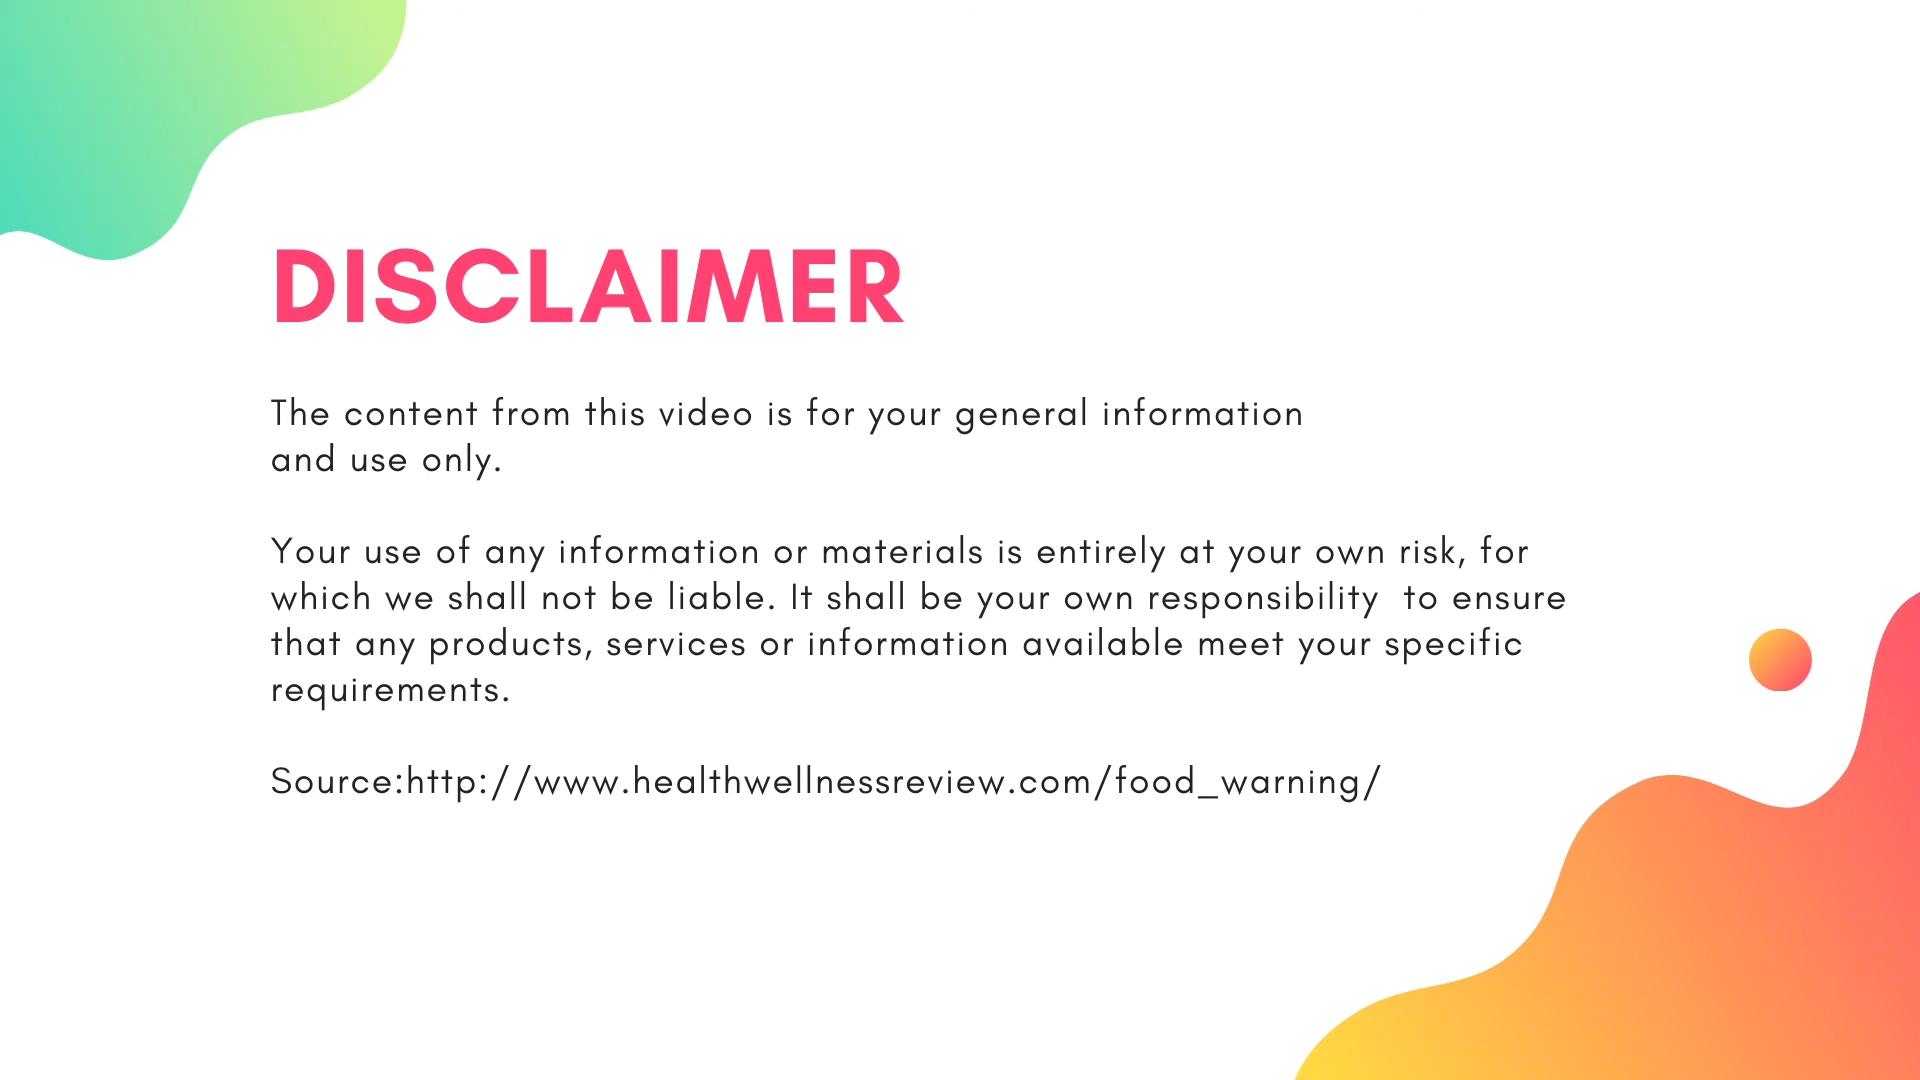 DISCLAIMER
The content from this video is for your general information
and use only.
Your use of any information or materials is entirely at your own risk, for
which we shall not be liable. It shall be your own responsibility  to ensure
that any products, services or information available meet your specific
requirements.
Source:http://www.healthwellnessreview.com/food_warning/